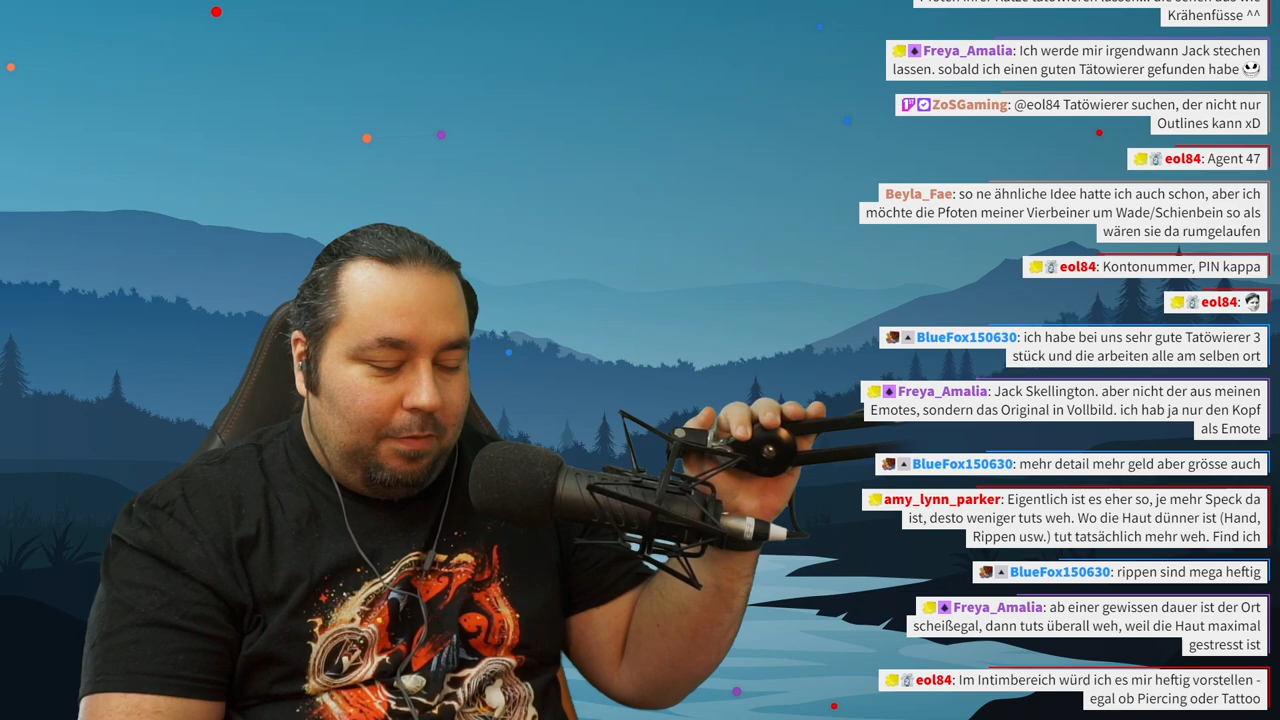 Krähenfüsse ^^
Freya_Amalia: Ich werde mir irgendwann Jack stechen
lassen. sobald ich einen guten Tätowierer gefunden habe
ZoSGaming: @eol84 Tatöwierer suchen, der nicht nur
Outlines kann xD
eol84: Agent 47
Beyla_Fae: so ne ähnliche Idee hatte ich auch schon, aber ich
möchte die Pfoten meiner Vierbeiner um Wade/Schienbein so als
wären sie da rumgelaufen
eol84: Kontonummer, PIN kappa
eol84:
BlueFox150630: ich habe bei uns sehr gute Tatöwierer 3
stück und die arbeiten alle am selben ort
Freya_Amalia: Jack Skellington. aber nicht der aus meinen
Emotes, sondern das Original in Vollbild. ich hab ja nur den Kopf
als Emote
BlueFox150630: mehr detail mehr geld aber grösse auch
amy_lynn_parker: Eigentlich ist es eher so, je mehr Speck da
ist, desto weniger tuts weh. Wo die Haut dünner ist (Hand,
Rippen usw.) tut tatsächlich mehr weh. Find ich
BlueFox150630: rippen sind mega heftig
Freya_Amalia: ab einer gewissen dauer ist der Ort
scheißegal, dann tuts überall weh, weil die Haut maximal
gestresst ist
eol84: Im Intimbereich würd ich es mir heftig vorstellen -
egal ob Piercing oder Tattoo